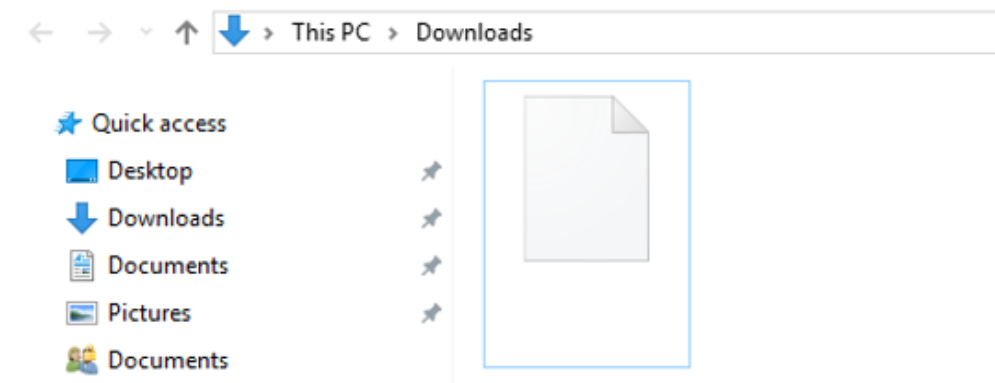 This PC > Downloads
Quick access
Desktop
Downloads
Documents
Pictures
Documents